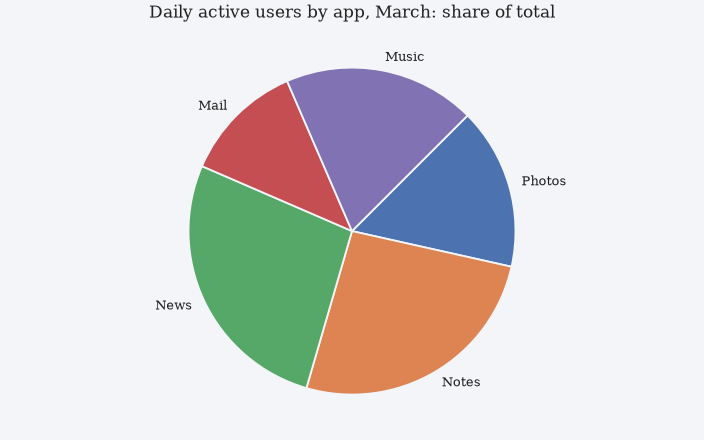 Daily active users by app, March: share of total
Music
Mail
Photos
News
Notes